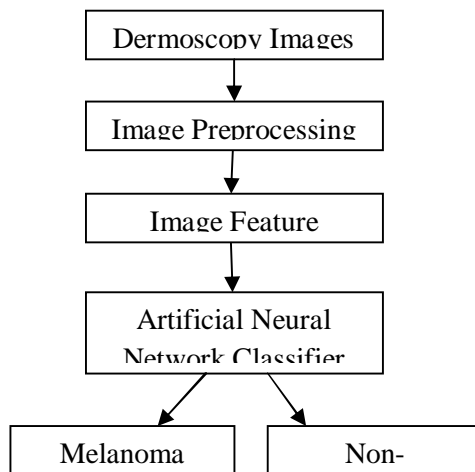 Dermoscopy Images
Image Preprocessing
Image Feature
Artificial Neural
Network Classifier
Melanoma
Non-